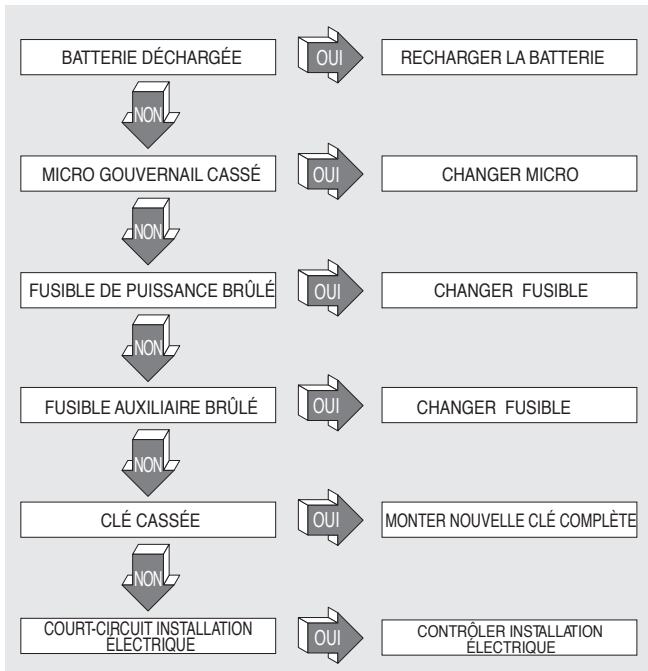 BATTERIE DÉCHARGÉE
OUI
RECHARGER LA BATTERIE
NON
MICRO GOUVERNAIL CASSÉ
OUI
CHANGER MICRO
NON
FUSIBLE DE PUISSANCE BRÛLÉ
OUI
CHANGER FUSIBLE
NON
FUSIBLE AUXILIAIRE BRÛLÉ
OUI
CHANGER FUSIBLE
NON
CLÉ CASSÉE
OUI
MONTER NOUVELLE CLÉ COMPLÈTE
NON
COURT-CIRCUIT INSTALLATION
ÉLECTRIQUE
OUI
CONTRÔLER INSTALLATION
ÉLECTRIQUE